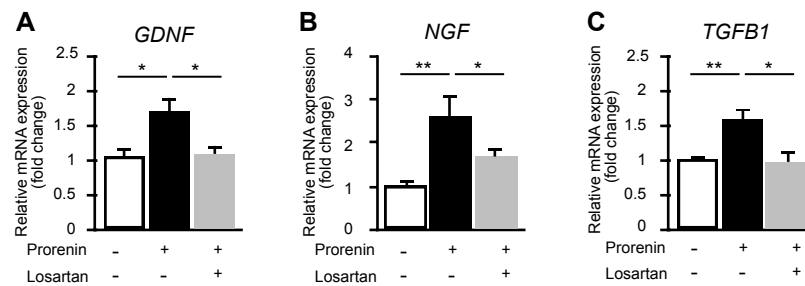 A
GDNF
Relative mRNA expression
(fold change)
2.5
2
1.5
1
0.5
0
* *
Prorenin - + +
Losartan - - +
B
NGF
Relative mRNA expression
(fold change)
4
3
2
1
0
** *
Prorenin - + +
Losartan - - +
C
TGFB1
Relative mRNA expression
(fold change)
2.5
2
1.5
1
0.5
0
** *
Prorenin - + +
Losartan - - +